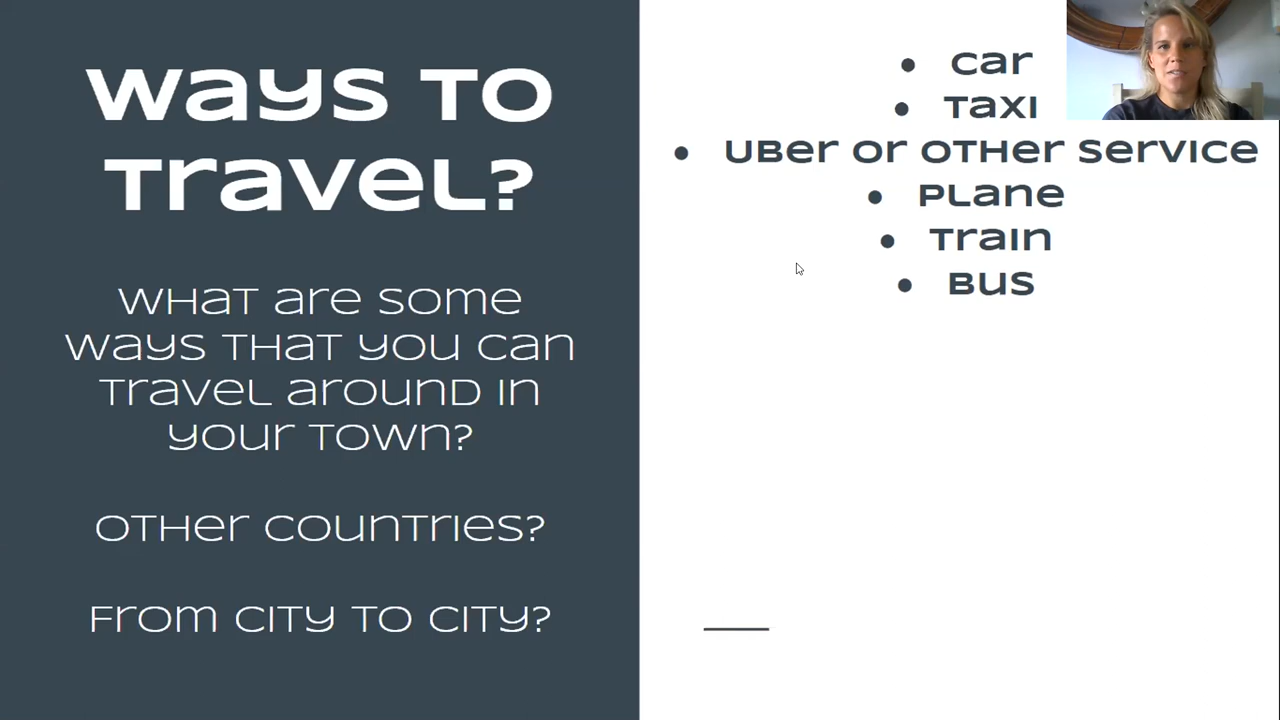 Ways to
Travel?
What are some
ways that you can
travel around in
your town?
Other countries?
From city to city?
● Car
● Taxi
● Uber or other service
● Plane
● Train
● Bus